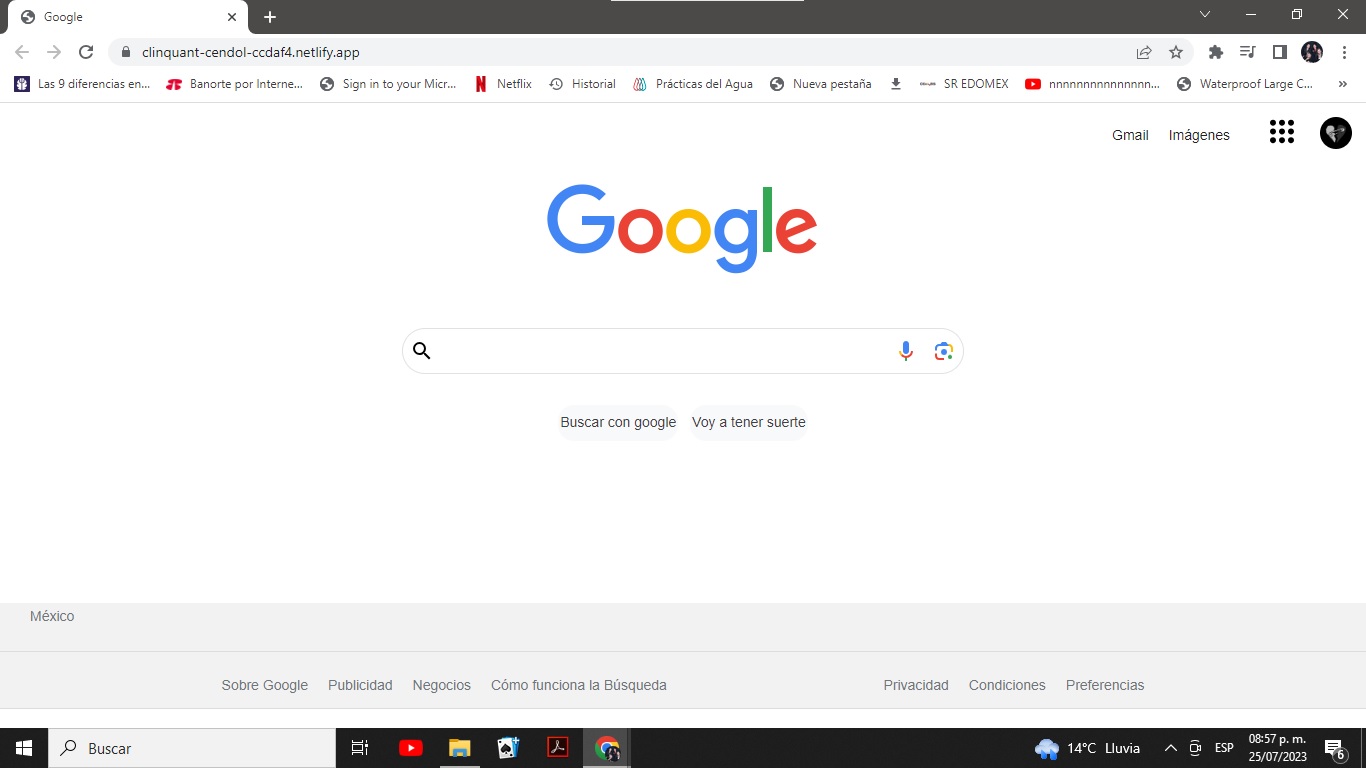 Google
clinquant-cendol-ccdaf4.netlify.app
Las 9 diferencias en... Banorte por Interne... Sign in to your Micr... Netflix Historial Prácticas del Agua Nueva pestaña SR EDOMEX nnnnnnnnnnnnnnn... Waterproof Large C... »
Gmail Imágenes
Google
Buscar con google Voy a tener suerte
México
Sobre Google Publicidad Negocios Cómo funciona la Búsqueda Privacidad Condiciones Preferencias
Buscar 14°C Lluvia ESP 08:57 p. m.
25/07/2023 6